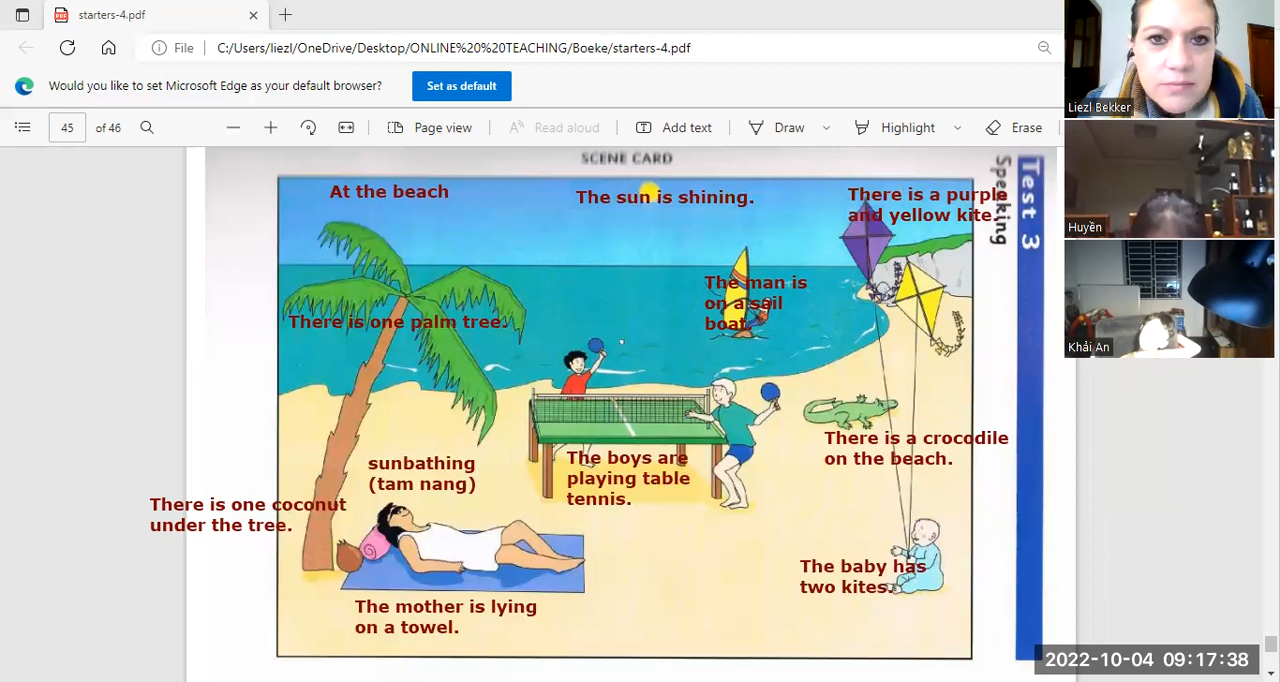 starters-4.pdf
File
C:/Users/liezl/OneDrive/Desktop/ONLINE%20%20TEACHING/Boeke/starters-4.pdf
Would you like to set Microsoft Edge as your default browser?
Set as default
45
of 46
Page view
Read aloud
Add text
Draw
Highlight
Erase
SCENE CARD
Test 3
Speaking
At the beach
The sun is shining.
There is a purple
and yellow kite.
The man is
on a sail
boat.
There is one palm tree.
There is a crocodile
on the beach.
sunbathing
(tam nang)
The boys are
playing table
tennis.
There is one coconut
under the tree.
The baby has
two kites.
The mother is lying
on a towel.
Liezl Bekker
Huyền
Khải An
2022-10-04 09:17:38